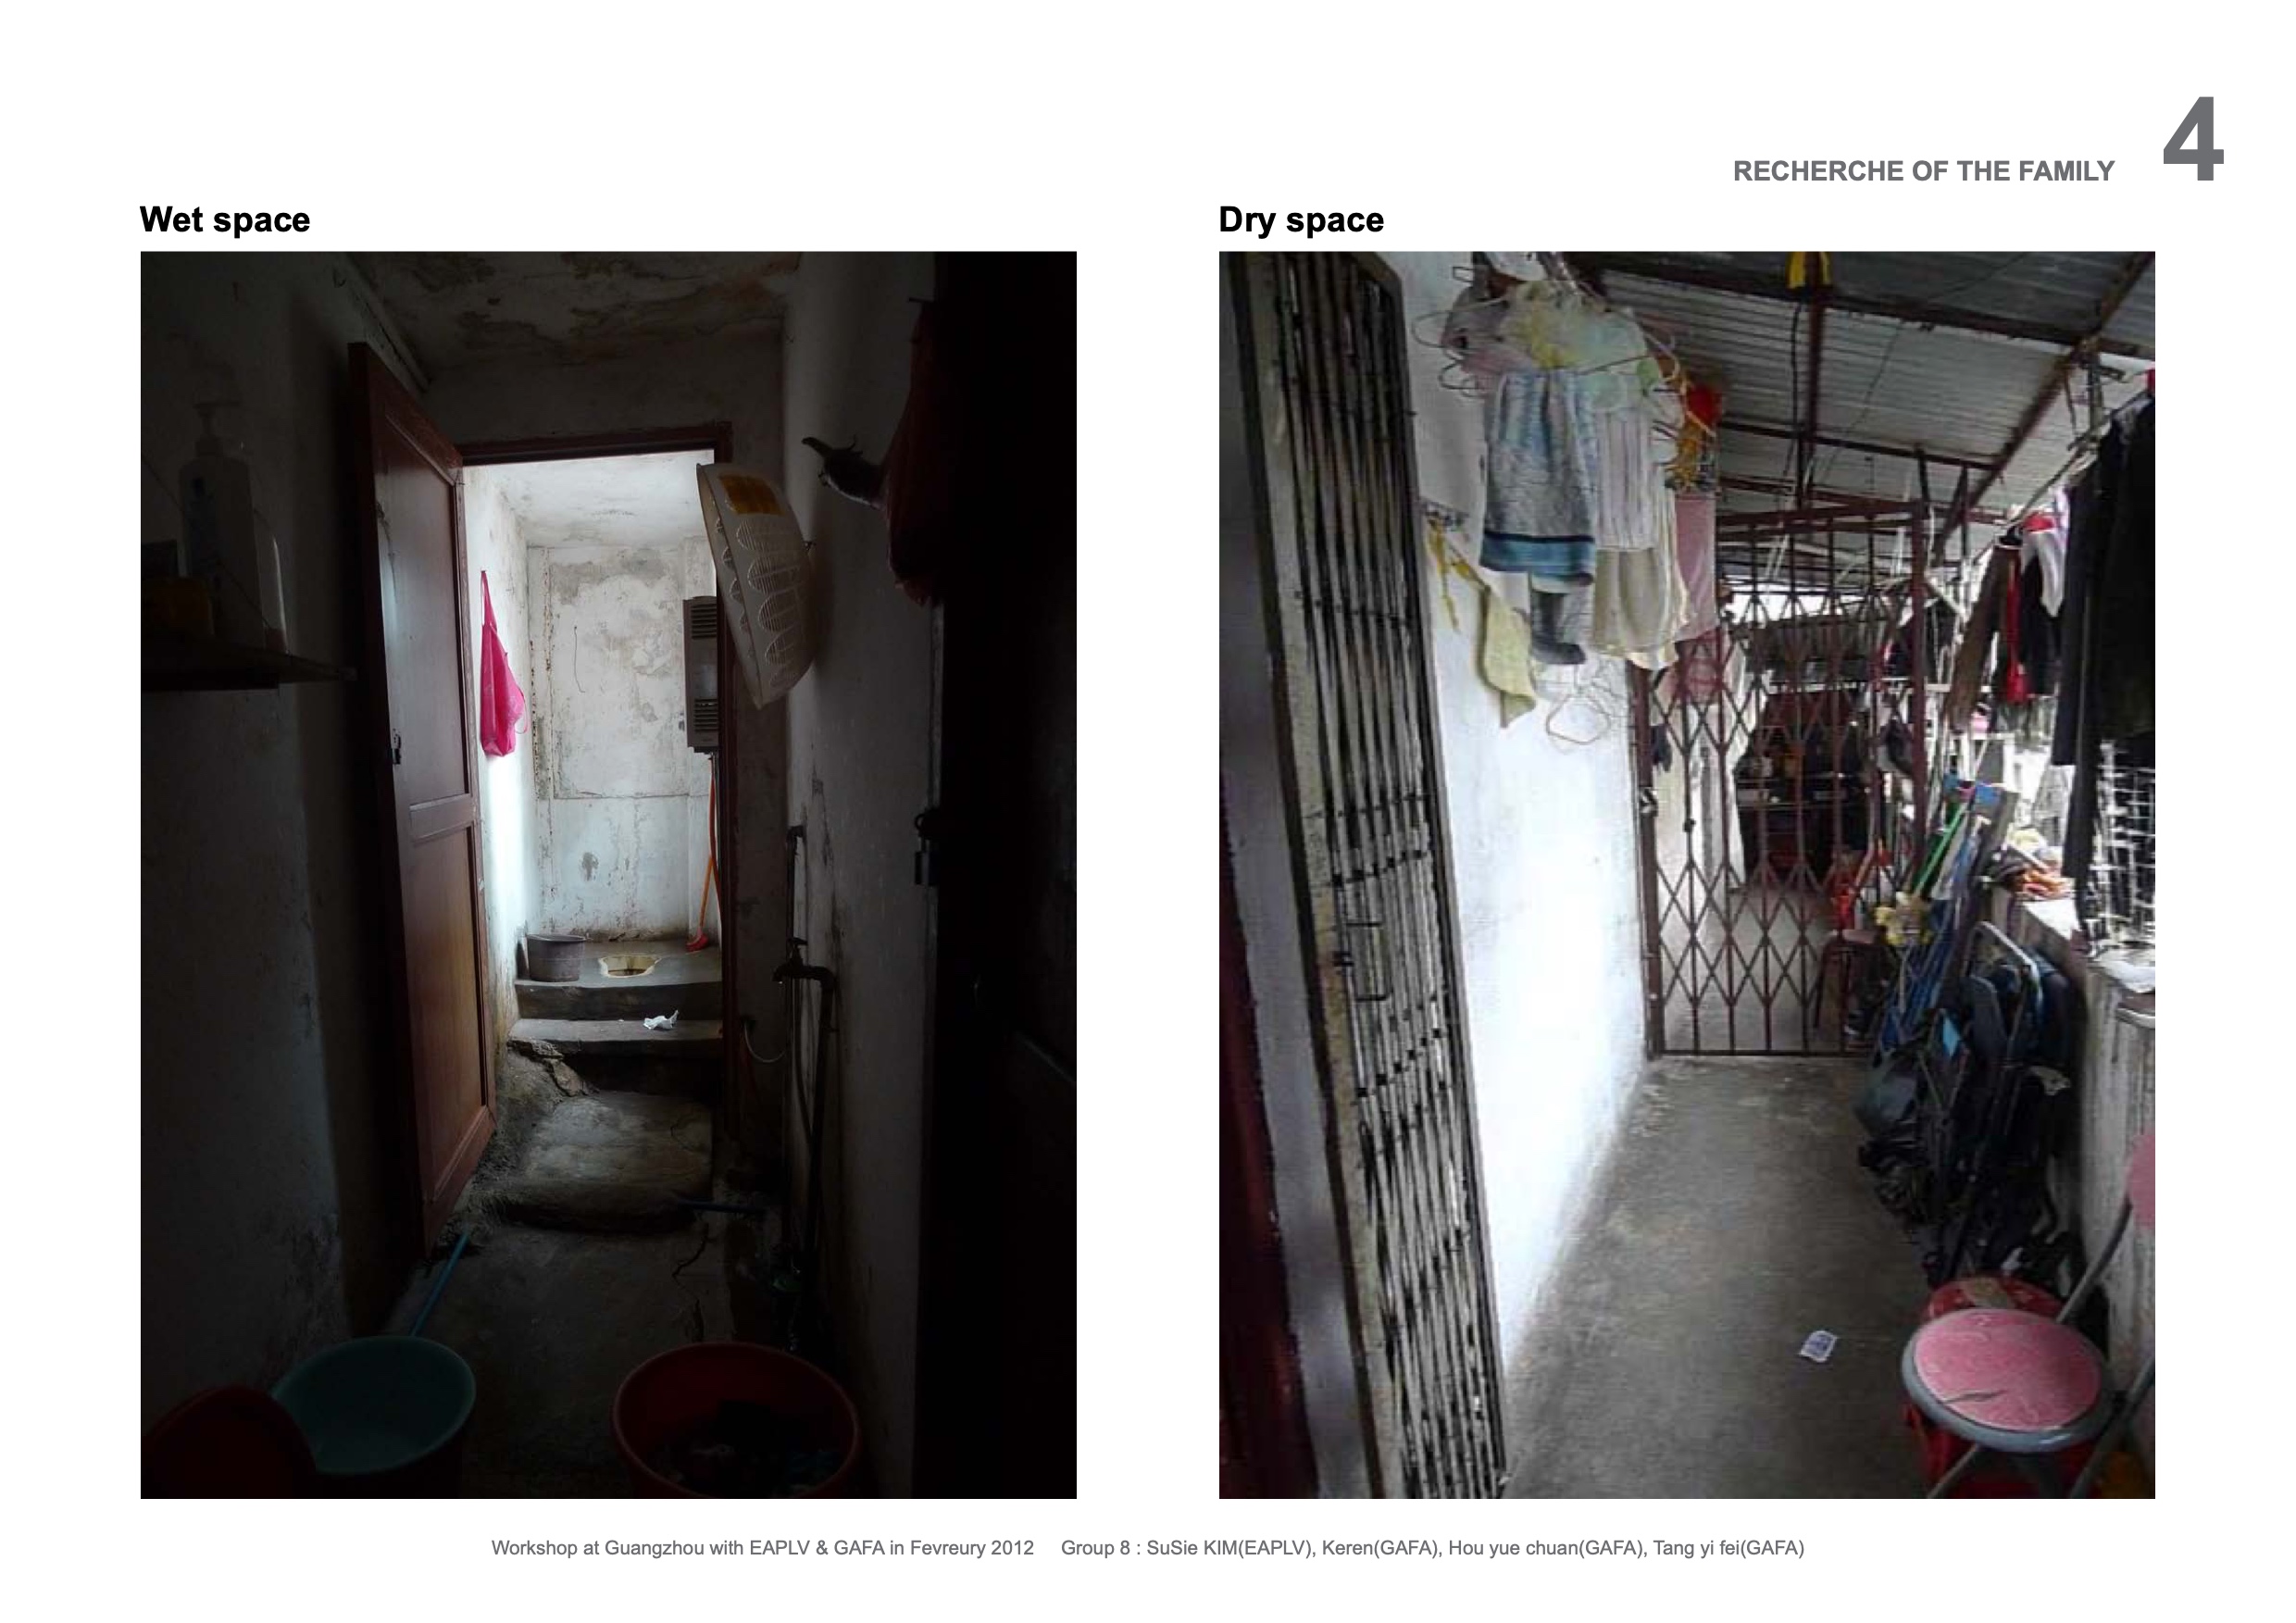 RECHERCHE OF THE FAMILY 4
Wet space
Dry space
Workshop at Guangzhou with EAPLV & GAFA in Fevreury 2012 Group 8 : SuSie KIM(EAPLV), Keren(GAFA), Hou yue chuan(GAFA), Tang yi fei(GAFA)